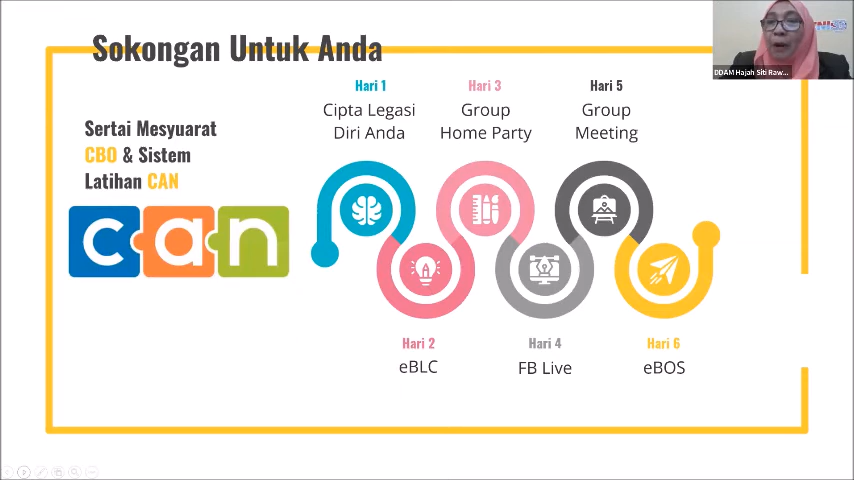 Sokongan Untuk Anda
DDAM Hajah Siti Raw...
Sertai Mesyuarat
CBO & Sistem
Latihan CAN
can
Hari 1
Cipta Legasi
Diri Anda
Hari 3
Group
Home Party
Hari 5
Group
Meeting
Hari 2
eBLC
Hari 4
FB Live
Hari 6
eBOS